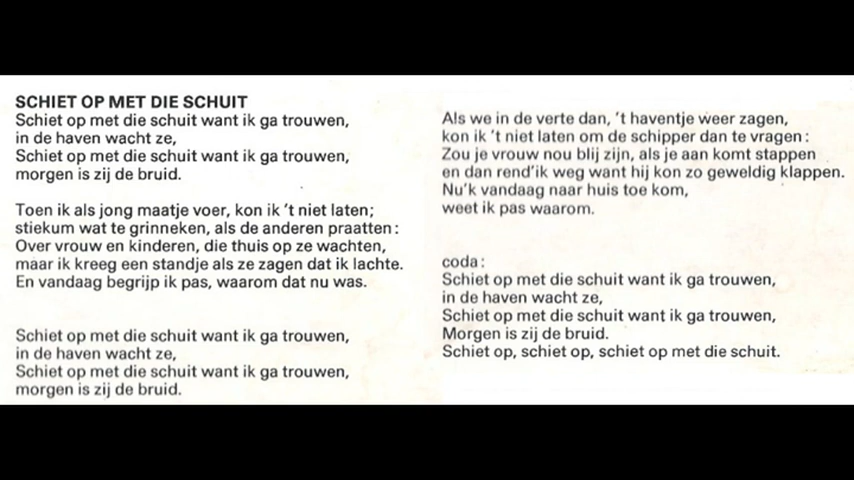 SCHIET OP MET DIE SCHUIT
Schiet op met die schuit want ik ga trouwen,
in de haven wacht ze,
Schiet op met die schuit want ik ga trouwen,
morgen is zij de bruid.
Toen ik als jong maatje voer, kon ik 't niet laten;
stiekum wat te grinneken, als de anderen praatten:
Over vrouw en kinderen, die thuis op ze wachten,
maar ik kreeg een standje als ze zagen dat ik lachte.
En vandaag begrijp ik pas, waarom dat nu was.
Schiet op met die schuit want ik ga trouwen,
in de haven wacht ze,
Schiet op met die schuit want ik ga trouwen,
morgen is zij de bruid.
Als we in de verte dan, 't haventje weer zagen,
kon ik 't niet laten om de schipper dan te vragen:
Zou je vrouw nou blij zijn, als je aan komt stappen
en dan rend'ik weg want hij kon zo geweldig klappen.
Nu'k vandaag naar huis toe kom,
weet ik pas waarom.
coda:
Schiet op met die schuit want ik ga trouwen,
in de haven wacht ze,
Schiet op met die schuit want ik ga trouwen,
Morgen is zij de bruid.
Schiet op, schiet op, schiet op met die schuit.